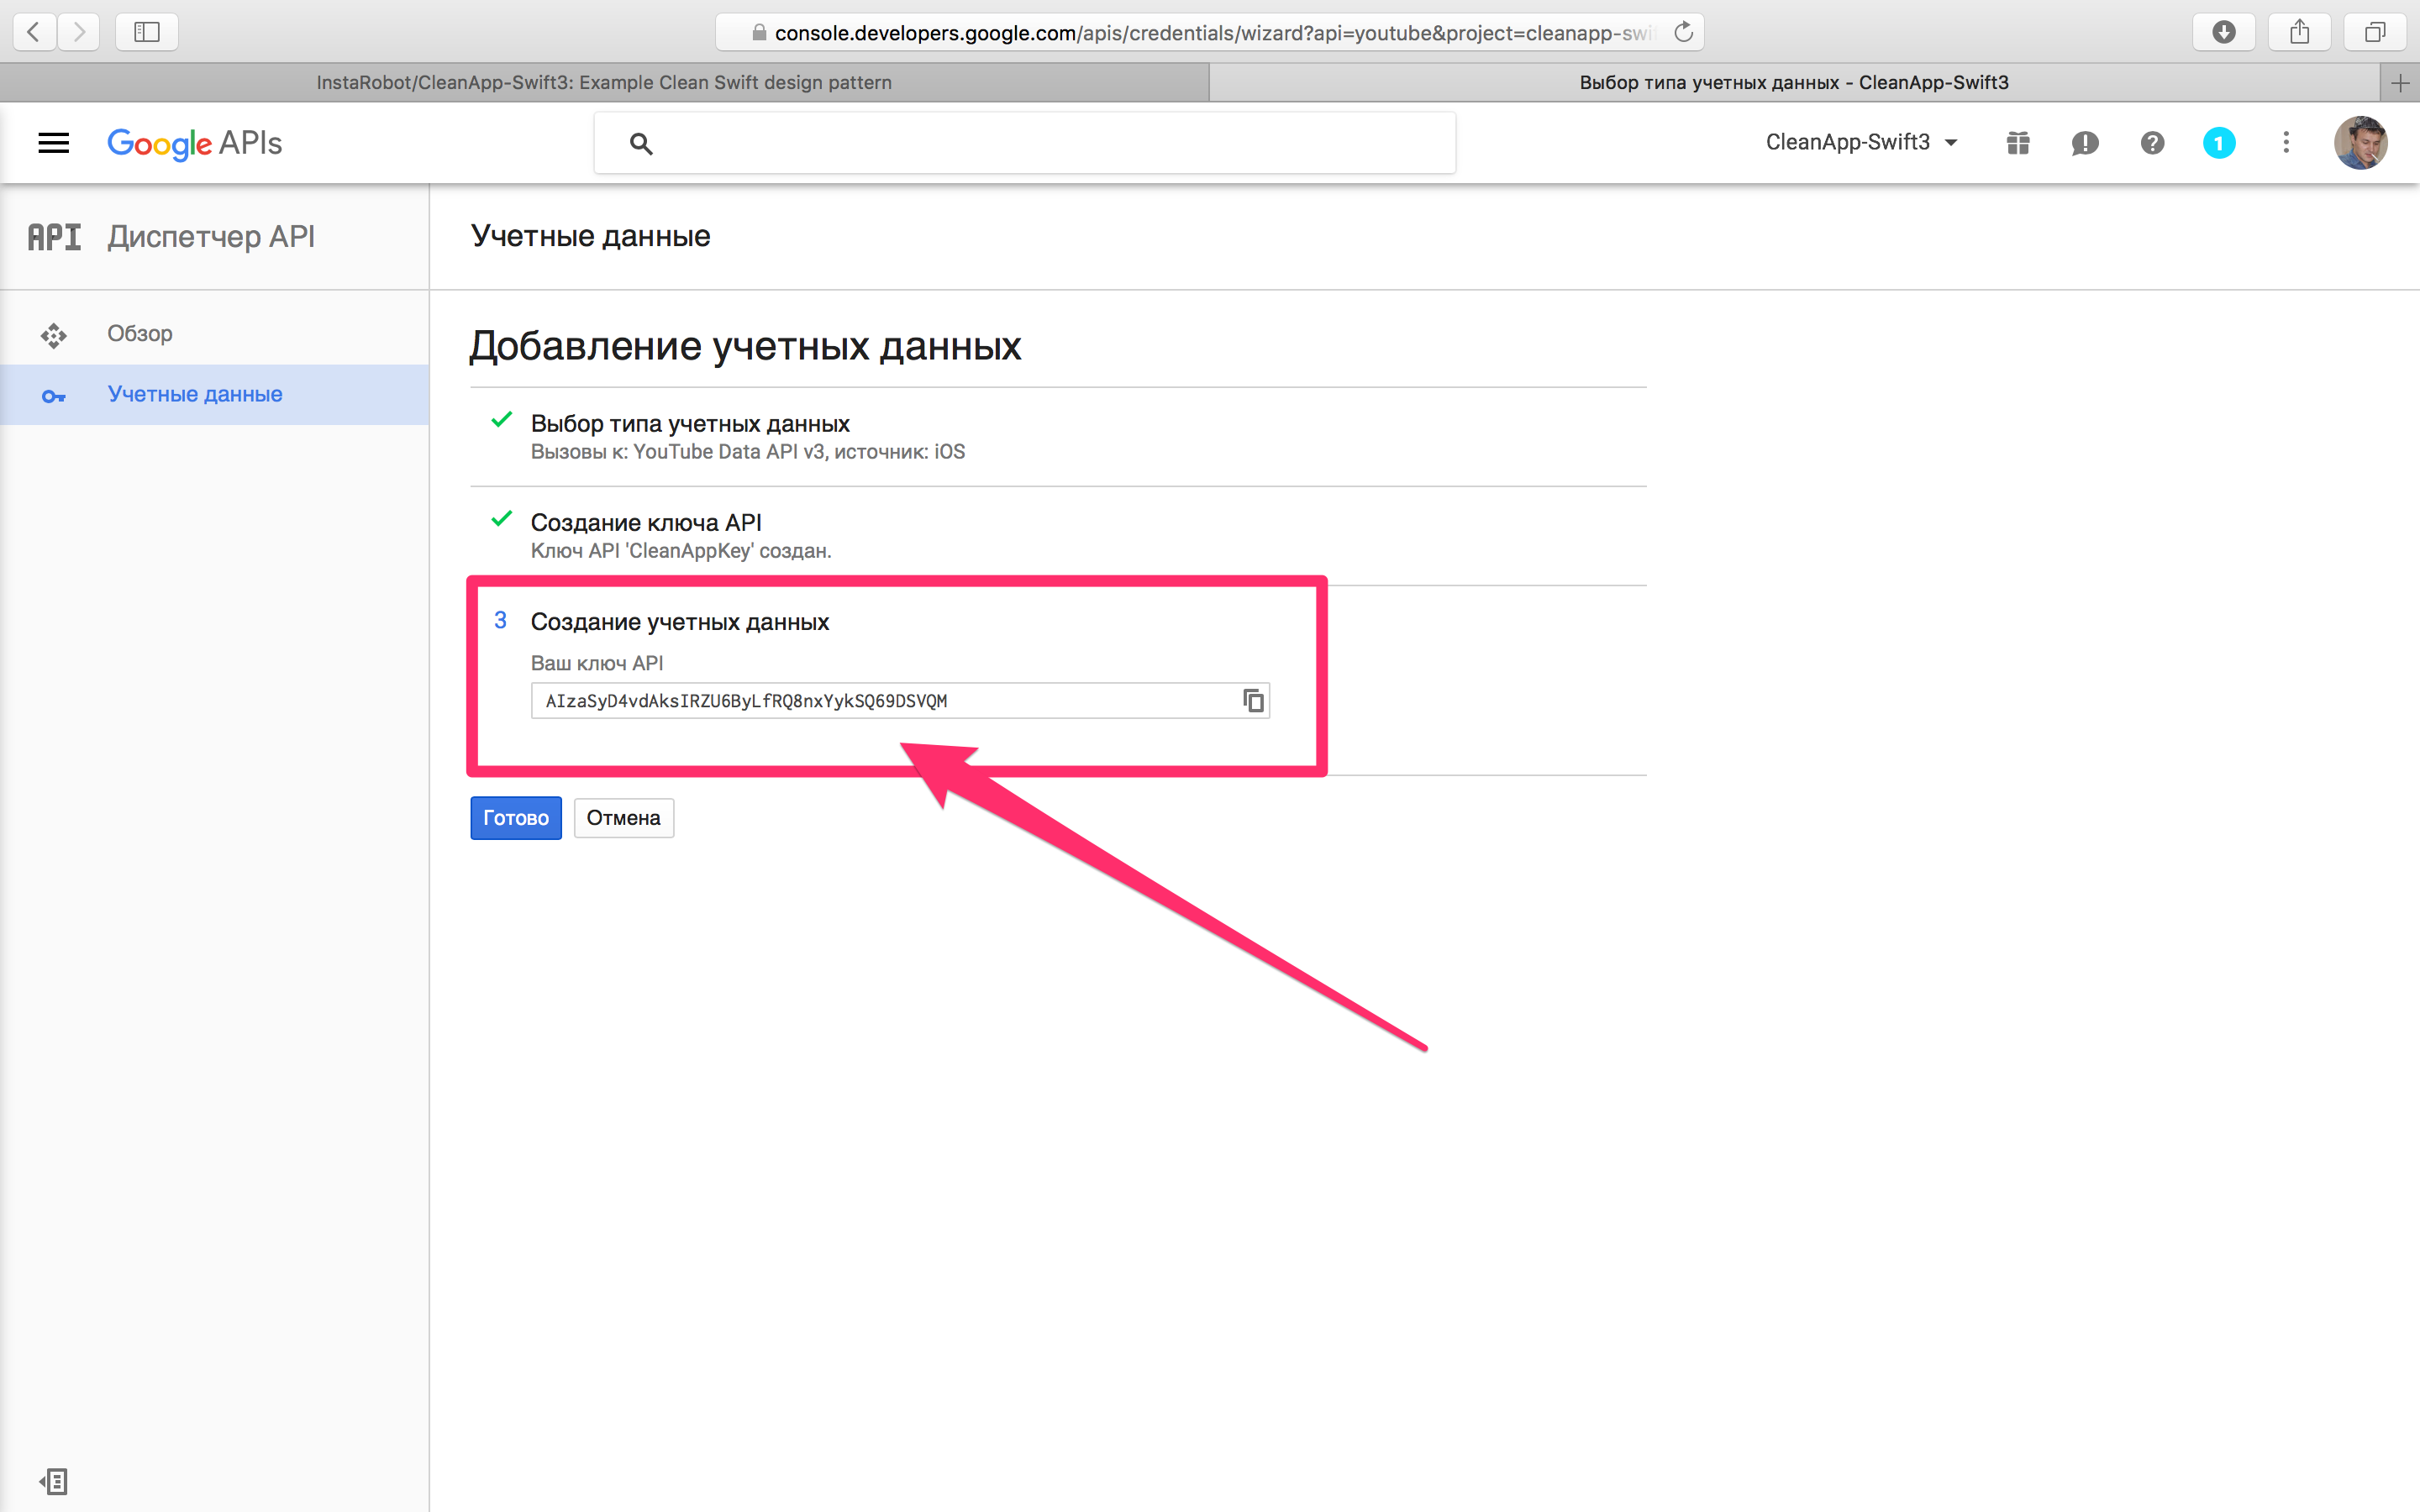 console.developers.google.com/apis/credentials/wizard?api=youtube&project=cleanapp-swi
InstaRobot/CleanApp-Swift3: Example Clean Swift design pattern
Выбор типа учетных данных - CleanApp-Swift3
Google APIs
CleanApp-Swift3
1
API Диспетчер API
Учетные данные
Обзор
Учетные данные
Добавление учетных данных
Выбор типа учетных данных
Вызовы к: YouTube Data API v3, источник: iOS
Создание ключа API
Ключ API 'CleanAppKey' создан.
3 Создание учетных данных
Ваш ключ API
AIzaSyD4vdAksIRZU6ByLfRQ8nxYykSQ69DSVQM
Готово
Отмена